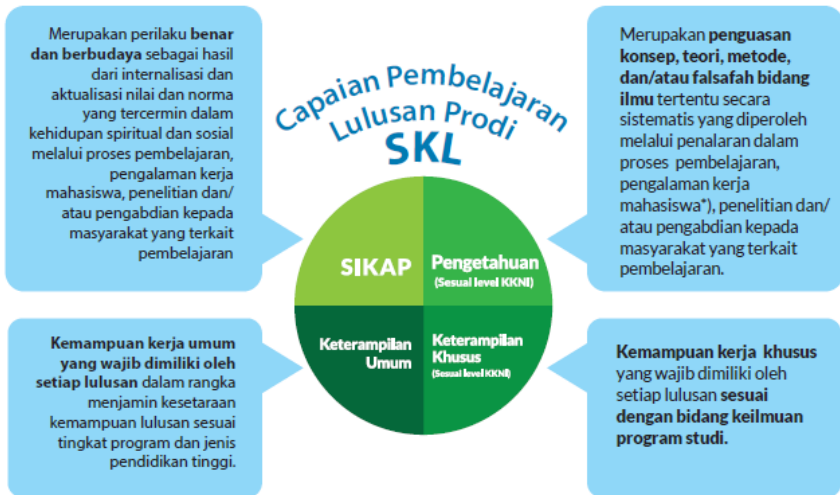 Merupakan perilaku benar
dan berbudaya sebagai hasil
dari internalisasi dan
aktualisasi nilai dan norma
yang tercermin dalam
kehidupan spiritual dan sosial
melalui proses pembelajaran,
pengalaman kerja
mahasiswa, penelitian dan/
atau pengabdian kepada
masyarakat yang terkait
pembelajaran
Capaian Pembelajaran
Lulusan Prodi
SKL
Merupakan penguasan
konsep, teori, metode,
dan/atau falsafah bidang
ilmu tertentu secara
sistematis yang diperoleh
melalui penalaran dalam
proses pembelajaran,
pengalaman kerja
mahasiswa*), penelitian dan/
atau pengabdian kepada
masyarakat yang terkait
pembelajaran.
SIKAP
Pengetahuan
(Sesuai level KKNI)
Keterampilan
Umum
Keterampilan
Khusus
(Sesuai level KKNI)
Kemampuan kerja umum
yang wajib dimiliki oleh
setiap lulusan dalam rangka
menjamin kesetaraan
kemampuan lulusan sesuai
tingkat program dan jenis
pendidikan tinggi.
Kemampuan kerja khusus
yang wajib dimiliki oleh
setiap lulusan sesuai
dengan bidang keilmuan
program studi.